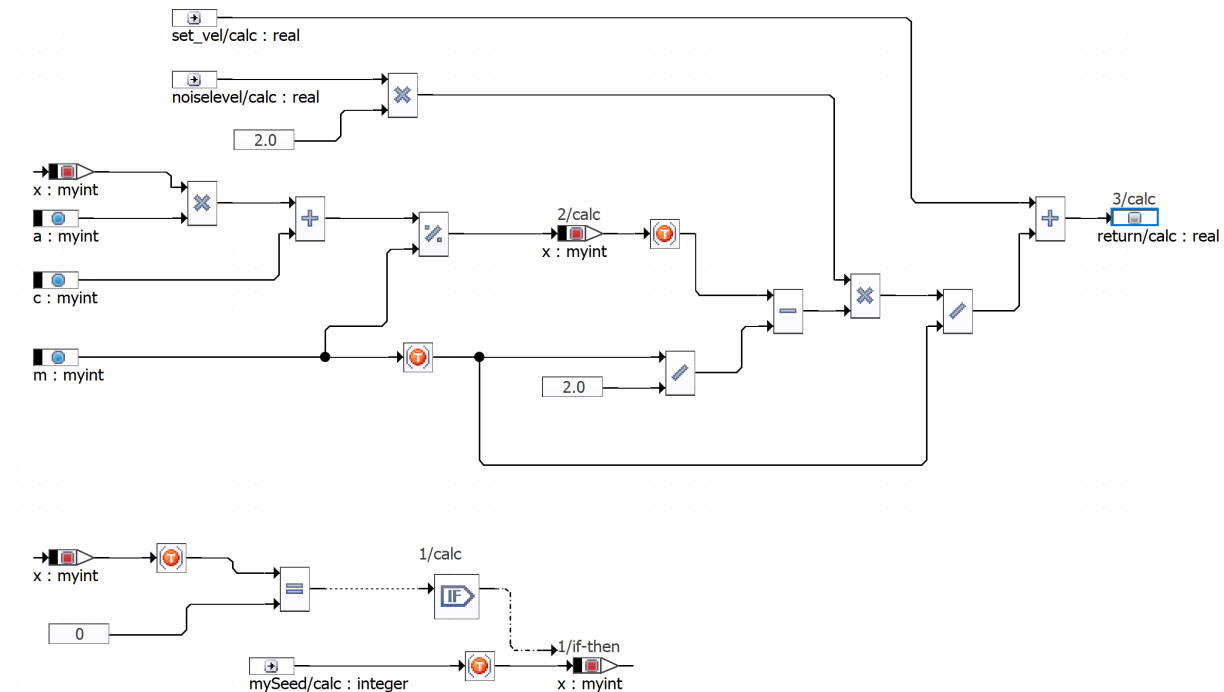 set_vel/calc : real
noiselevel/calc : real
2.0
x : myint
a : myint
2/calc
x : myint
3/calc
return/calc : real
c : myint
m : myint
2.0
x : myint
1/calc
IF
0
1/if-then
mySeed/calc : integer
x : myint